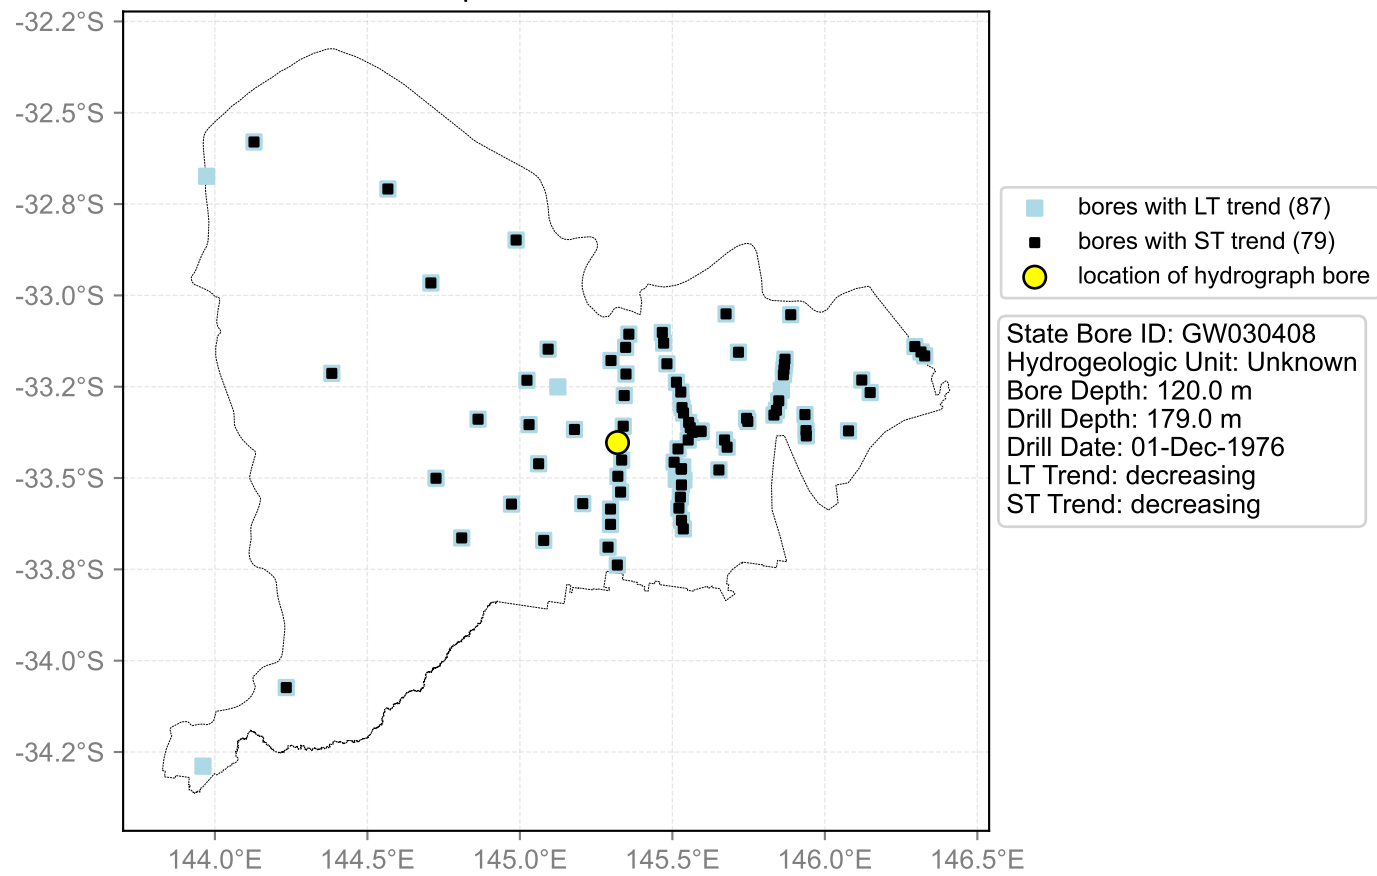 -32.2°S
-32.5°S
-32.8°S
-33.0°S
-33.2°S
-33.5°S
-33.8°S
-34.0°S
-34.2°S
144.0°E 144.5°E 145.0°E 145.5°E 146.0°E 146.5°E
bores with LT trend (87)
bores with ST trend (79)
location of hydrograph bore
State Bore ID: GW030408
Hydrogeologic Unit: Unknown
Bore Depth: 120.0 m
Drill Depth: 179.0 m
Drill Date: 01-Dec-1976
LT Trend: decreasing
ST Trend: decreasing